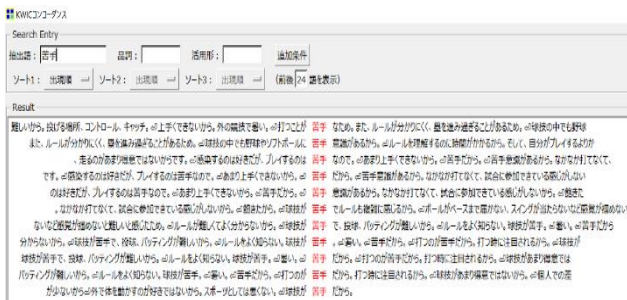 KWICコンコーダンス
Search Entry
抽出語： 苦手 品詞： 活用形： 追加条件
ソート1： 出現順 ソート2： 出現順 ソート3： 出現順 (前後 24 語を表示)
Result
難しいから。投げる場所、コントロール、キャッチ。⏎上手くできないから。外の競技で暑い。⏎打つことが 苦手 なため。また、ルールが分かりにくく、塁を進み過ぎることがあるため。⏎球技の中でも野球
また、ルールが分かりにくく、塁を進み過ぎることがあるため。⏎球技の中でも野球やソフトボールに 苦手 意識があるから。⏎ルールを理解するのに時間がかかるから。そして、自分がプレイするよりか
、走るのがあまり得意ではないからです。⏎感染するのは好きだが、プレイするのは 苦手 なので。⏎あまり上手くできないから。⏎苦手だから。⏎苦手意識があるから。なかなか打てなくて、
です。⏎感染するのは好きだが、プレイするのは苦手なので。⏎あまり上手くできないから。⏎ 苦手 だから。⏎苦手意識があるから。なかなか打てなくて、試合に参加できている感じがしない
のは好きだが、プレイするのは苦手なので。⏎あまり上手くできないから。⏎苦手だから。⏎ 苦手 意識があるから。なかなか打てなくて、試合に参加できている感じがしないから。⏎飽きた
、なかなか打てなくて、試合に参加できている感じがしないから。⏎飽きたから。⏎球技が 苦手 でルールも複雑に感じるから。⏎ボールがベースまで届かない、スイングが当たらないなど感覚が掴めない
ないなど感覚が掴めないと難しいと感じたため。⏎ルールが難しくてよく分からないから。⏎球技が 苦手 で、投球、バッティングが難しいから。⏎ルールをよく知らない。球技が苦手。⏎暑い。⏎苦手だから
分からないから。⏎球技が苦手で、投球、バッティングが難しいから。⏎ルールをよく知らない。球技が 苦手 。⏎暑い。⏎苦手だから。⏎打つのが苦手だから。打つ時に注目されるから。⏎球技が
球技が苦手で、投球、バッティングが難しいから。⏎ルールをよく知らない。球技が苦手。⏎暑い。⏎ 苦手 だから。⏎打つのが苦手だから。打つ時に注目されるから。⏎球技があまり得意では
バッティングが難しいから。⏎ルールをよく知らない。球技が苦手。⏎暑い。⏎苦手だから。⏎打つのが 苦手 だから。打つ時に注目されるから。⏎球技があまり得意ではないから。⏎個人での差
が少ないから⏎外で体を動かすのが好きではないから。スポーツとしては悪くない。⏎球技が 苦手 だから。